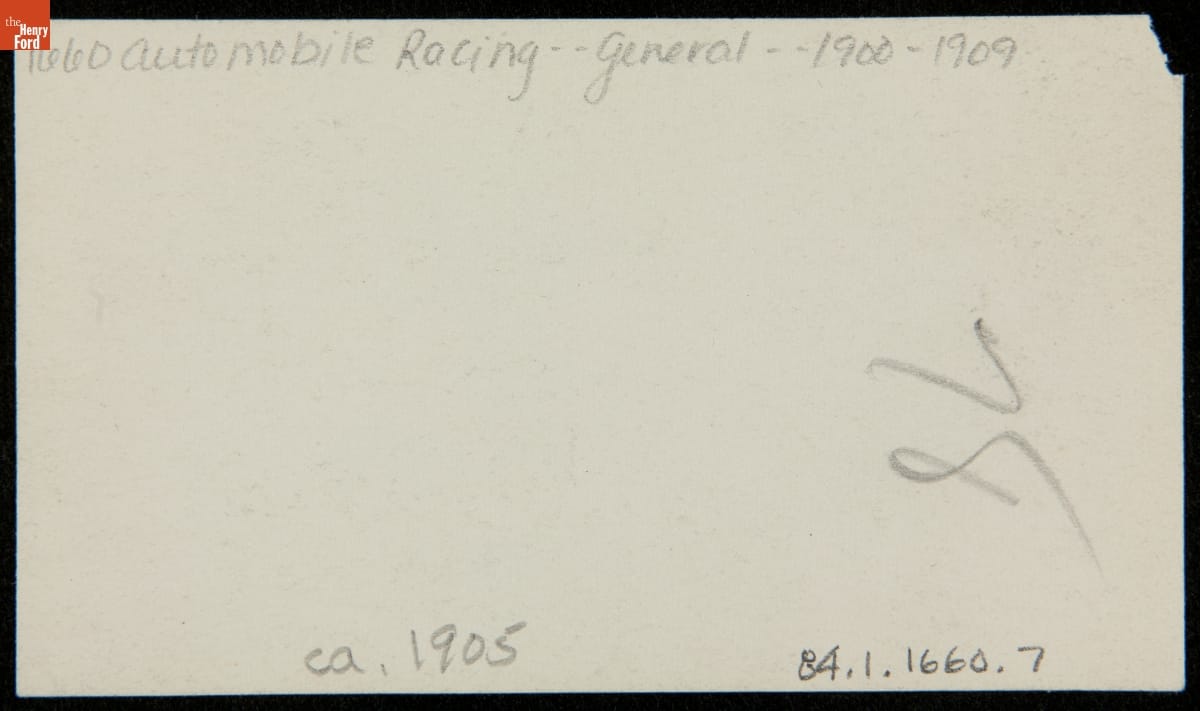 the
Henry
Ford
1660 Automobile Racing--General--1900-1909
ca. 1905
84.1.1660.7